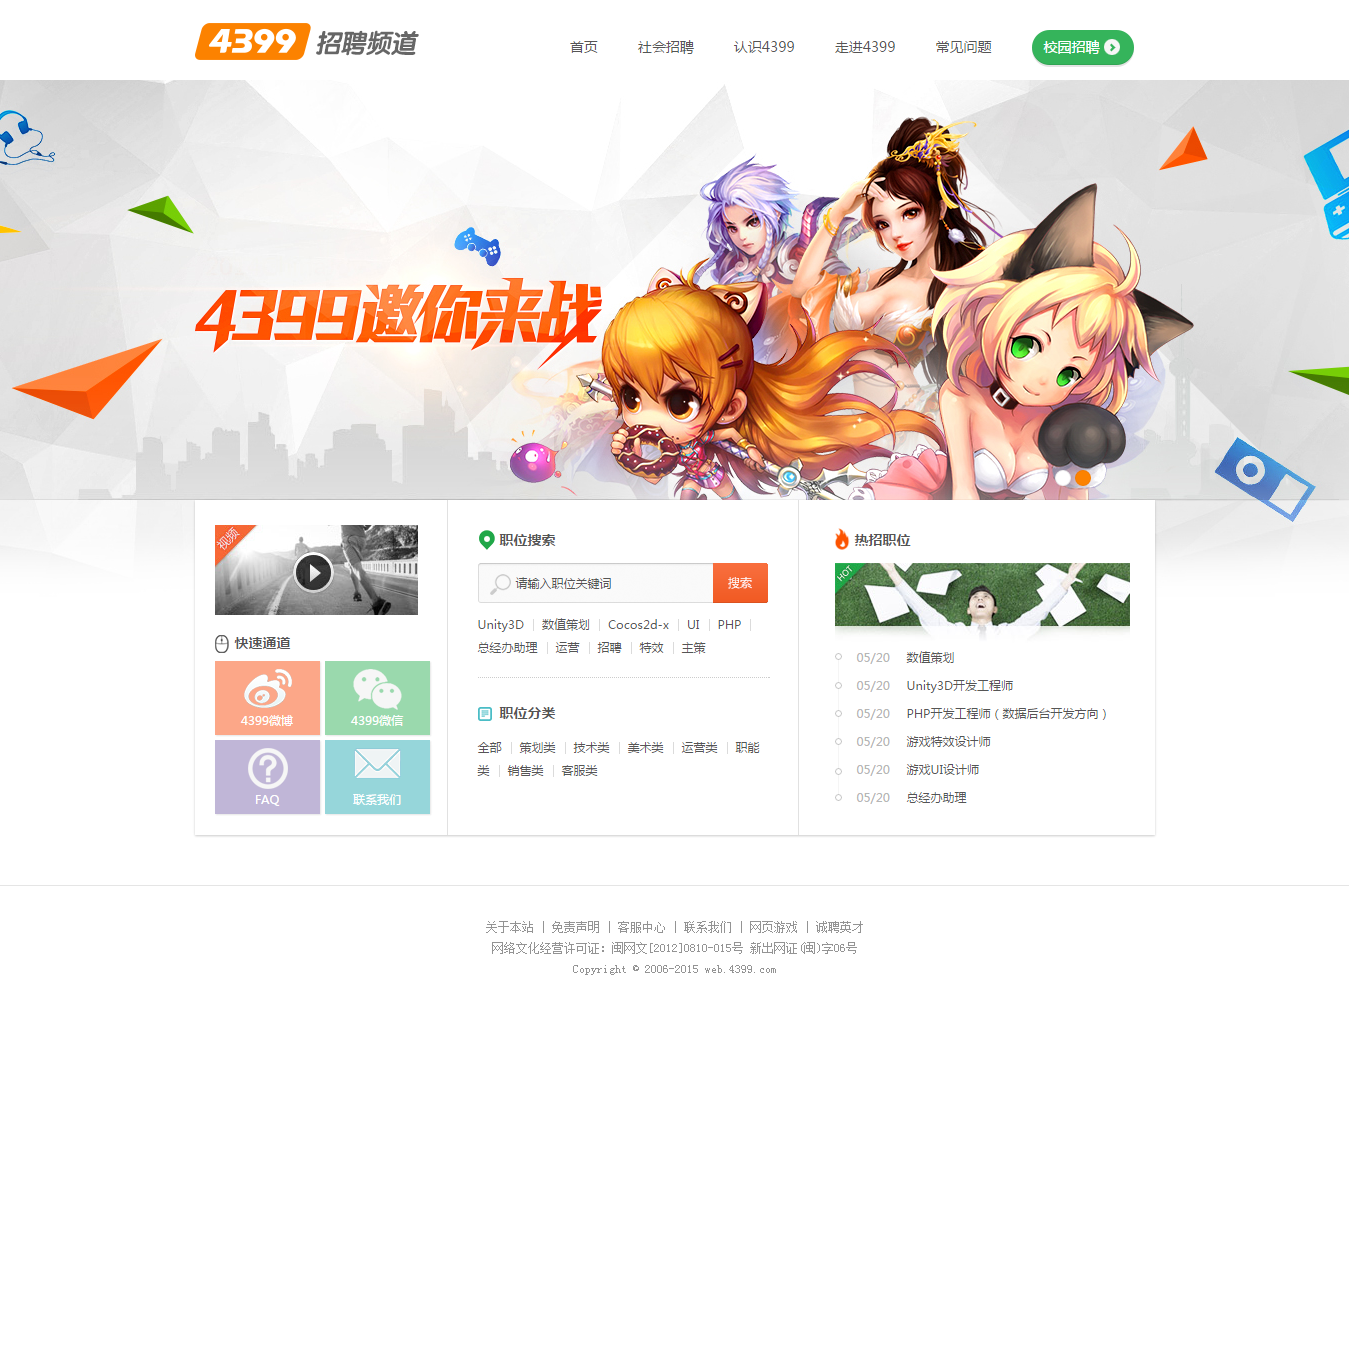 4399 招聘频道
首页 社会招聘 认识4399 走进4399 常见问题 校园招聘
4399邀你来战
视频
快速通道
4399微博 4399微信
FAQ 联系我们
职位搜索
请输入职位关键词 搜索
Unity3D | 数值策划 | Cocos2d-x | UI | PHP |
总经办助理 | 运营 | 招聘 | 特效 | 主策
职位分类
全部 | 策划类 | 技术类 | 美术类 | 运营类 | 职能
类 | 销售类 | 客服类
热招职位
HOT
05/20 数值策划
05/20 Unity3D开发工程师
05/20 PHP开发工程师（数据后台开发方向）
05/20 游戏特效设计师
05/20 游戏UI设计师
05/20 总经办助理
关于本站 | 免责声明 | 客服中心 | 联系我们 | 网页游戏 | 诚聘英才
网络文化经营许可证：闽网文[2012]0810-015号 新出网证(闽)字06号
Copyright © 2006-2015 web.4399.com